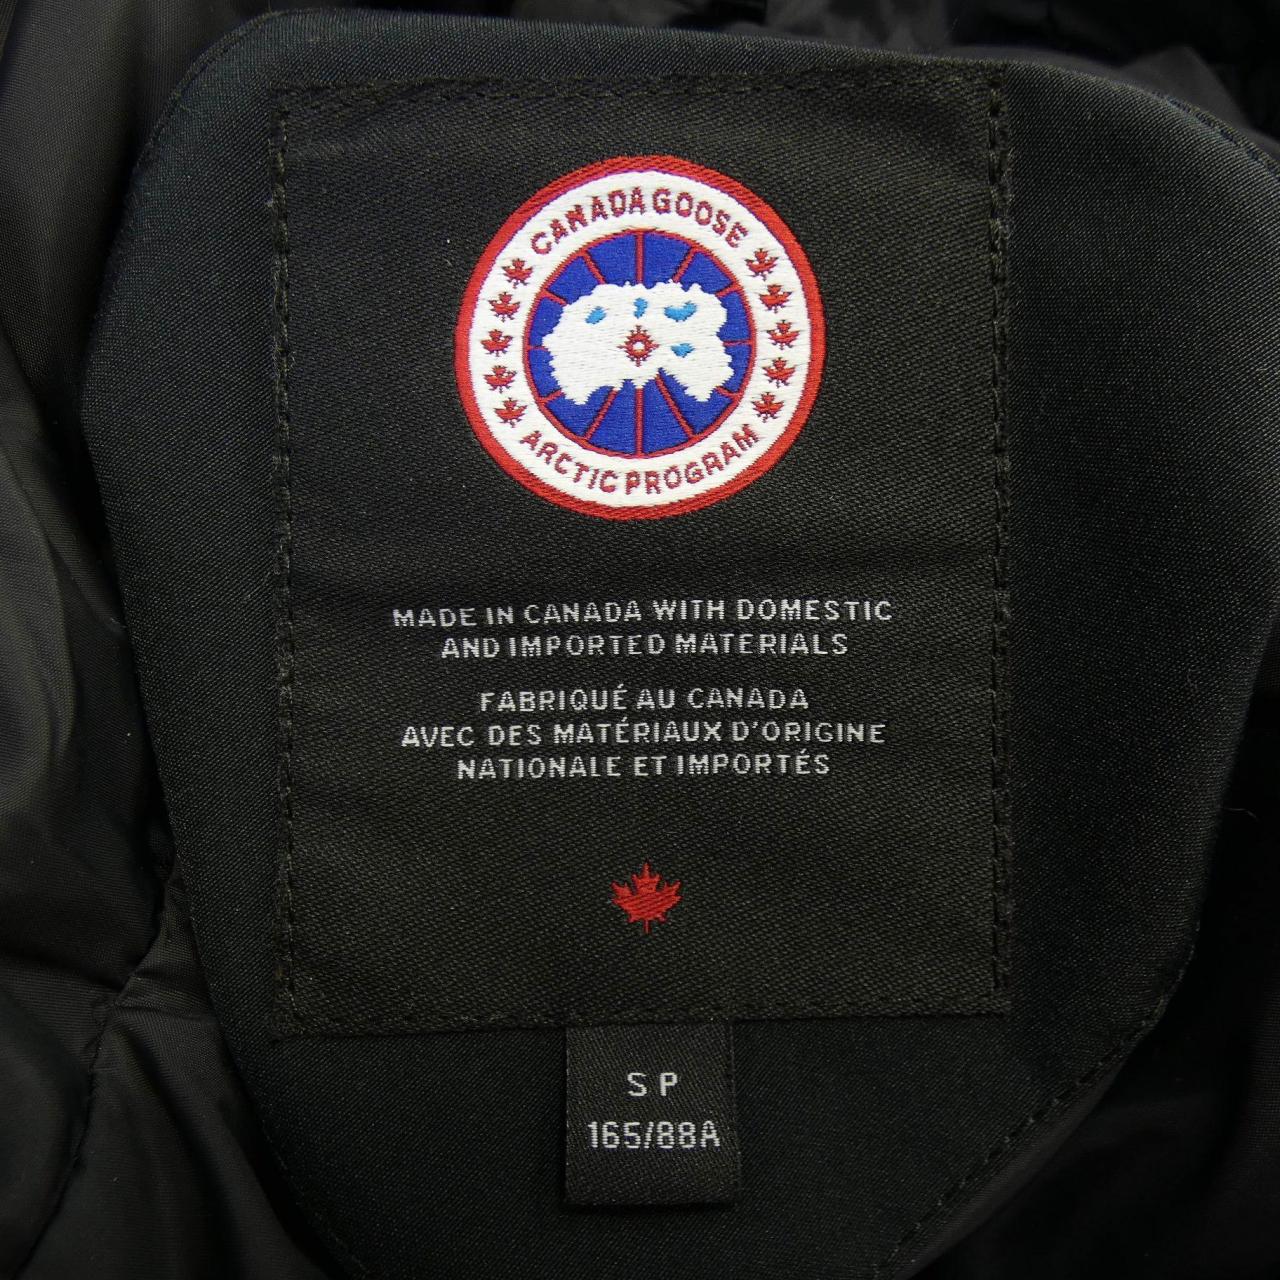 CANADA GOOSE
ARCTIC PROGRAM
MADE IN CANADA WITH DOMESTIC
AND IMPORTED MATERIALS
FABRIQUÉ AU CANADA
AVEC DES MATÉRIAUX D'ORIGINE
NATIONALE ET IMPORTÉS
S P
165/88A